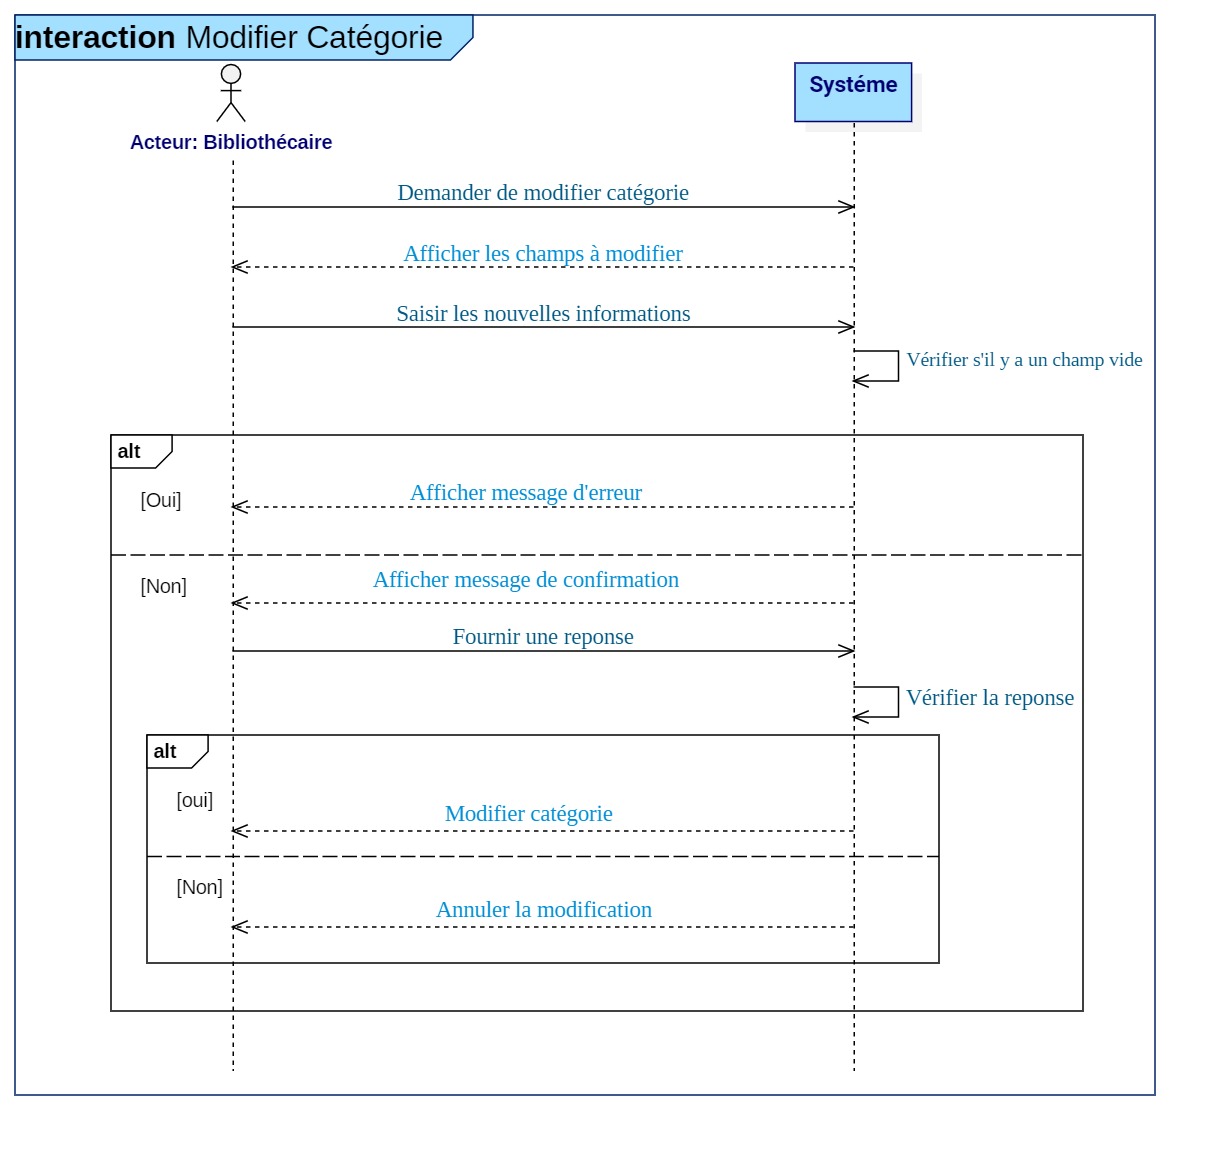 interaction Modifier Catégorie
Systéme
Acteur: Bibliothécaire
Demander de modifier catégorie
Afficher les champs à modifier
Saisir les nouvelles informations
Vérifier s'il y a un champ vide
alt
[Oui]
Afficher message d'erreur
[Non]
Afficher message de confirmation
Fournir une reponse
Vérifier la reponse
alt
[oui]
Modifier catégorie
[Non]
Annuler la modification